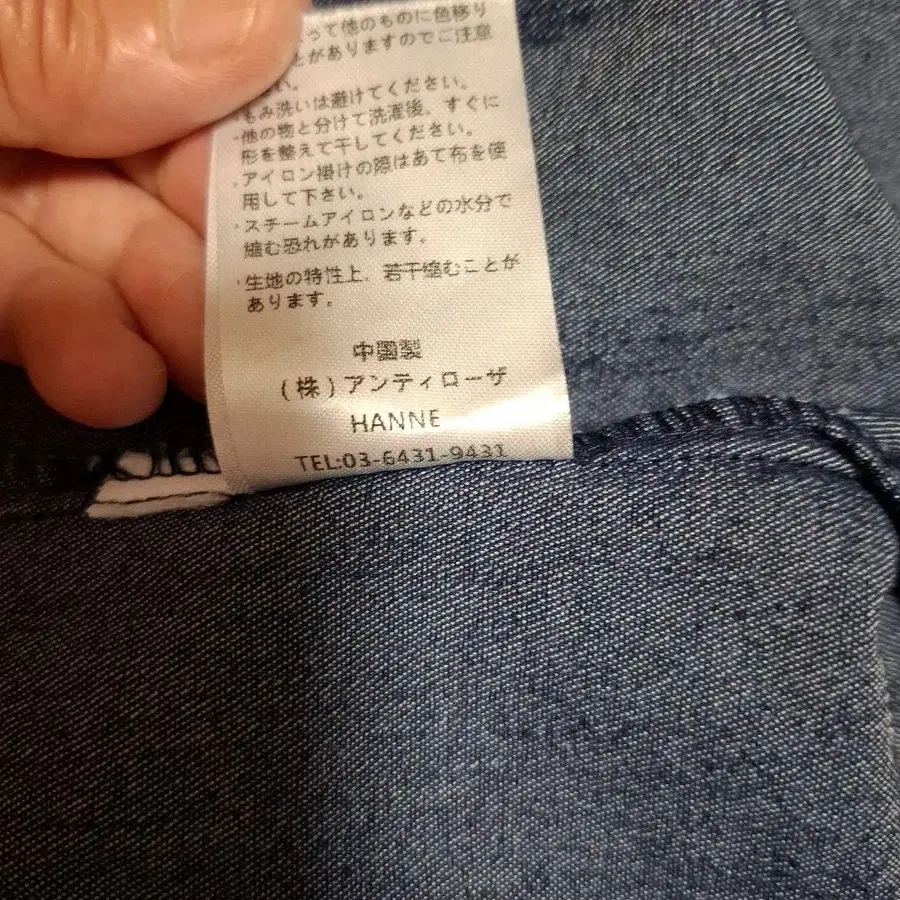 って他のものに色移り
とがありますのでご注意
い。
・もみ洗いは避けてください。
・他の物と分けて洗濯後、すぐに
形を整えて干してください。
・アイロン掛けの際はあて布を使
用して下さい。
・スチームアイロンなどの水分で
縮む恐れがあります。
・生地の特性上、若干縮むことが
あります。
中國製
(株)アンティローザ
HANNE
TEL:03-6431-9431